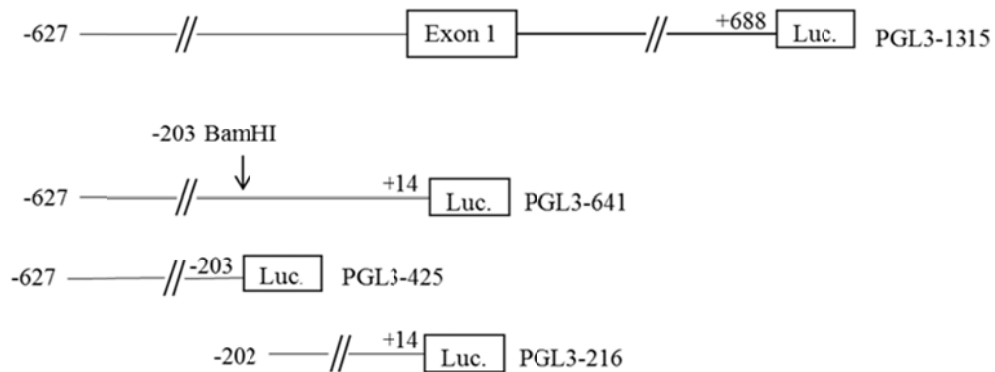 -627 Exon 1 +688 Luc. PGL3-1315
-203 BamHI
-627 +14 Luc. PGL3-641
-627 -203 Luc. PGL3-425
-202 +14 Luc. PGL3-216